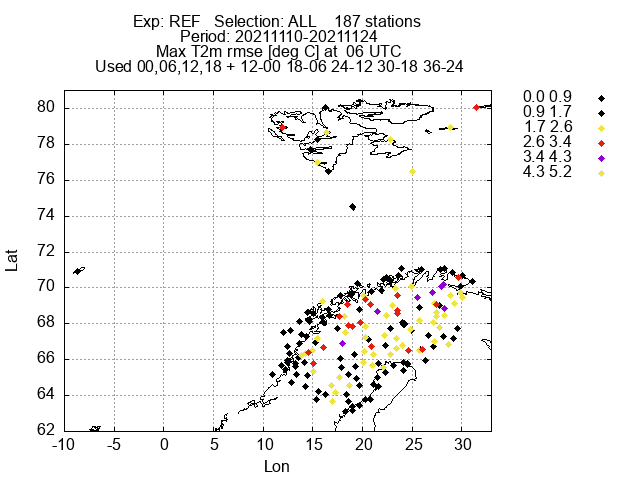 Exp: REF Selection: ALL 187 stations
Period: 20211110-20211124
Max T2m rmse [deg C] at 06 UTC
Used 00,06,12,18 + 12-00 18-06 24-12 30-18 36-24
0.0 0.9
0.9 1.7
1.7 2.6
2.6 3.4
3.4 4.3
4.3 5.2
80
78
76
74
72
70
68
66
64
62
Lat
-10 -5 0 5 10 15 20 25 30
Lon